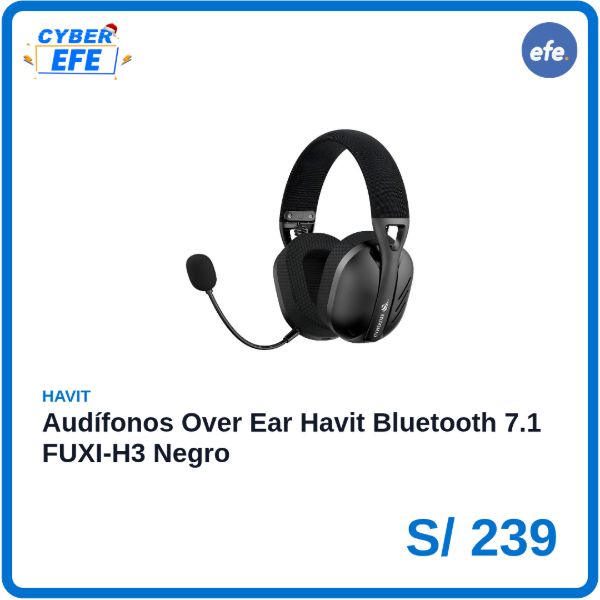 CYBER
EFE
efe.
HAVIT
Audífonos Over Ear Havit Bluetooth 7.1
FUXI-H3 Negro
S/ 239